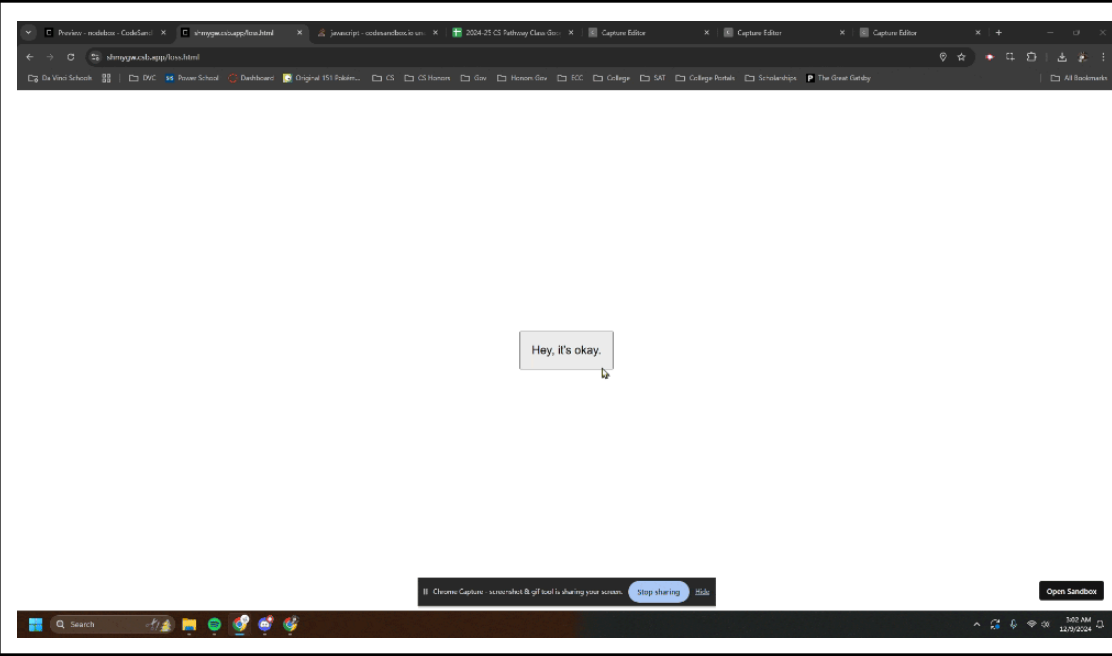 Preview - nodebox - CodeSand
shmygw.csb.app/loss.html
javascript - codesandbox.io un
2024-25 CS Pathway Class Goo
Capture Editor
Capture Editor
Capture Editor
shmygw.csb.app/loss.html
Da Vinci Schools
DVC
Power School
Dashboard
Original 151 Pokém...
CS
CS Honors
Gov
Honors Gov
ECC
College
SAT
College Portals
Scholarships
The Great Gatsby
All Bookmarks
Hey, it's okay.
Chrome Capture - screenshot & gif tool is sharing your screen.
Stop sharing
Hide
Open Sandbox
Search
3:02 AM
12/9/2024